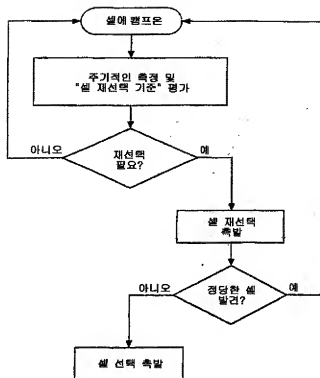 셀에 캠프온
주기적인 측정 및
"셀 재선택 기준" 평가
아니오
재선택
필요?
예
셀 재선택
촉발
아니오
정당한 셀
발견?
예
셀 선택 촉발